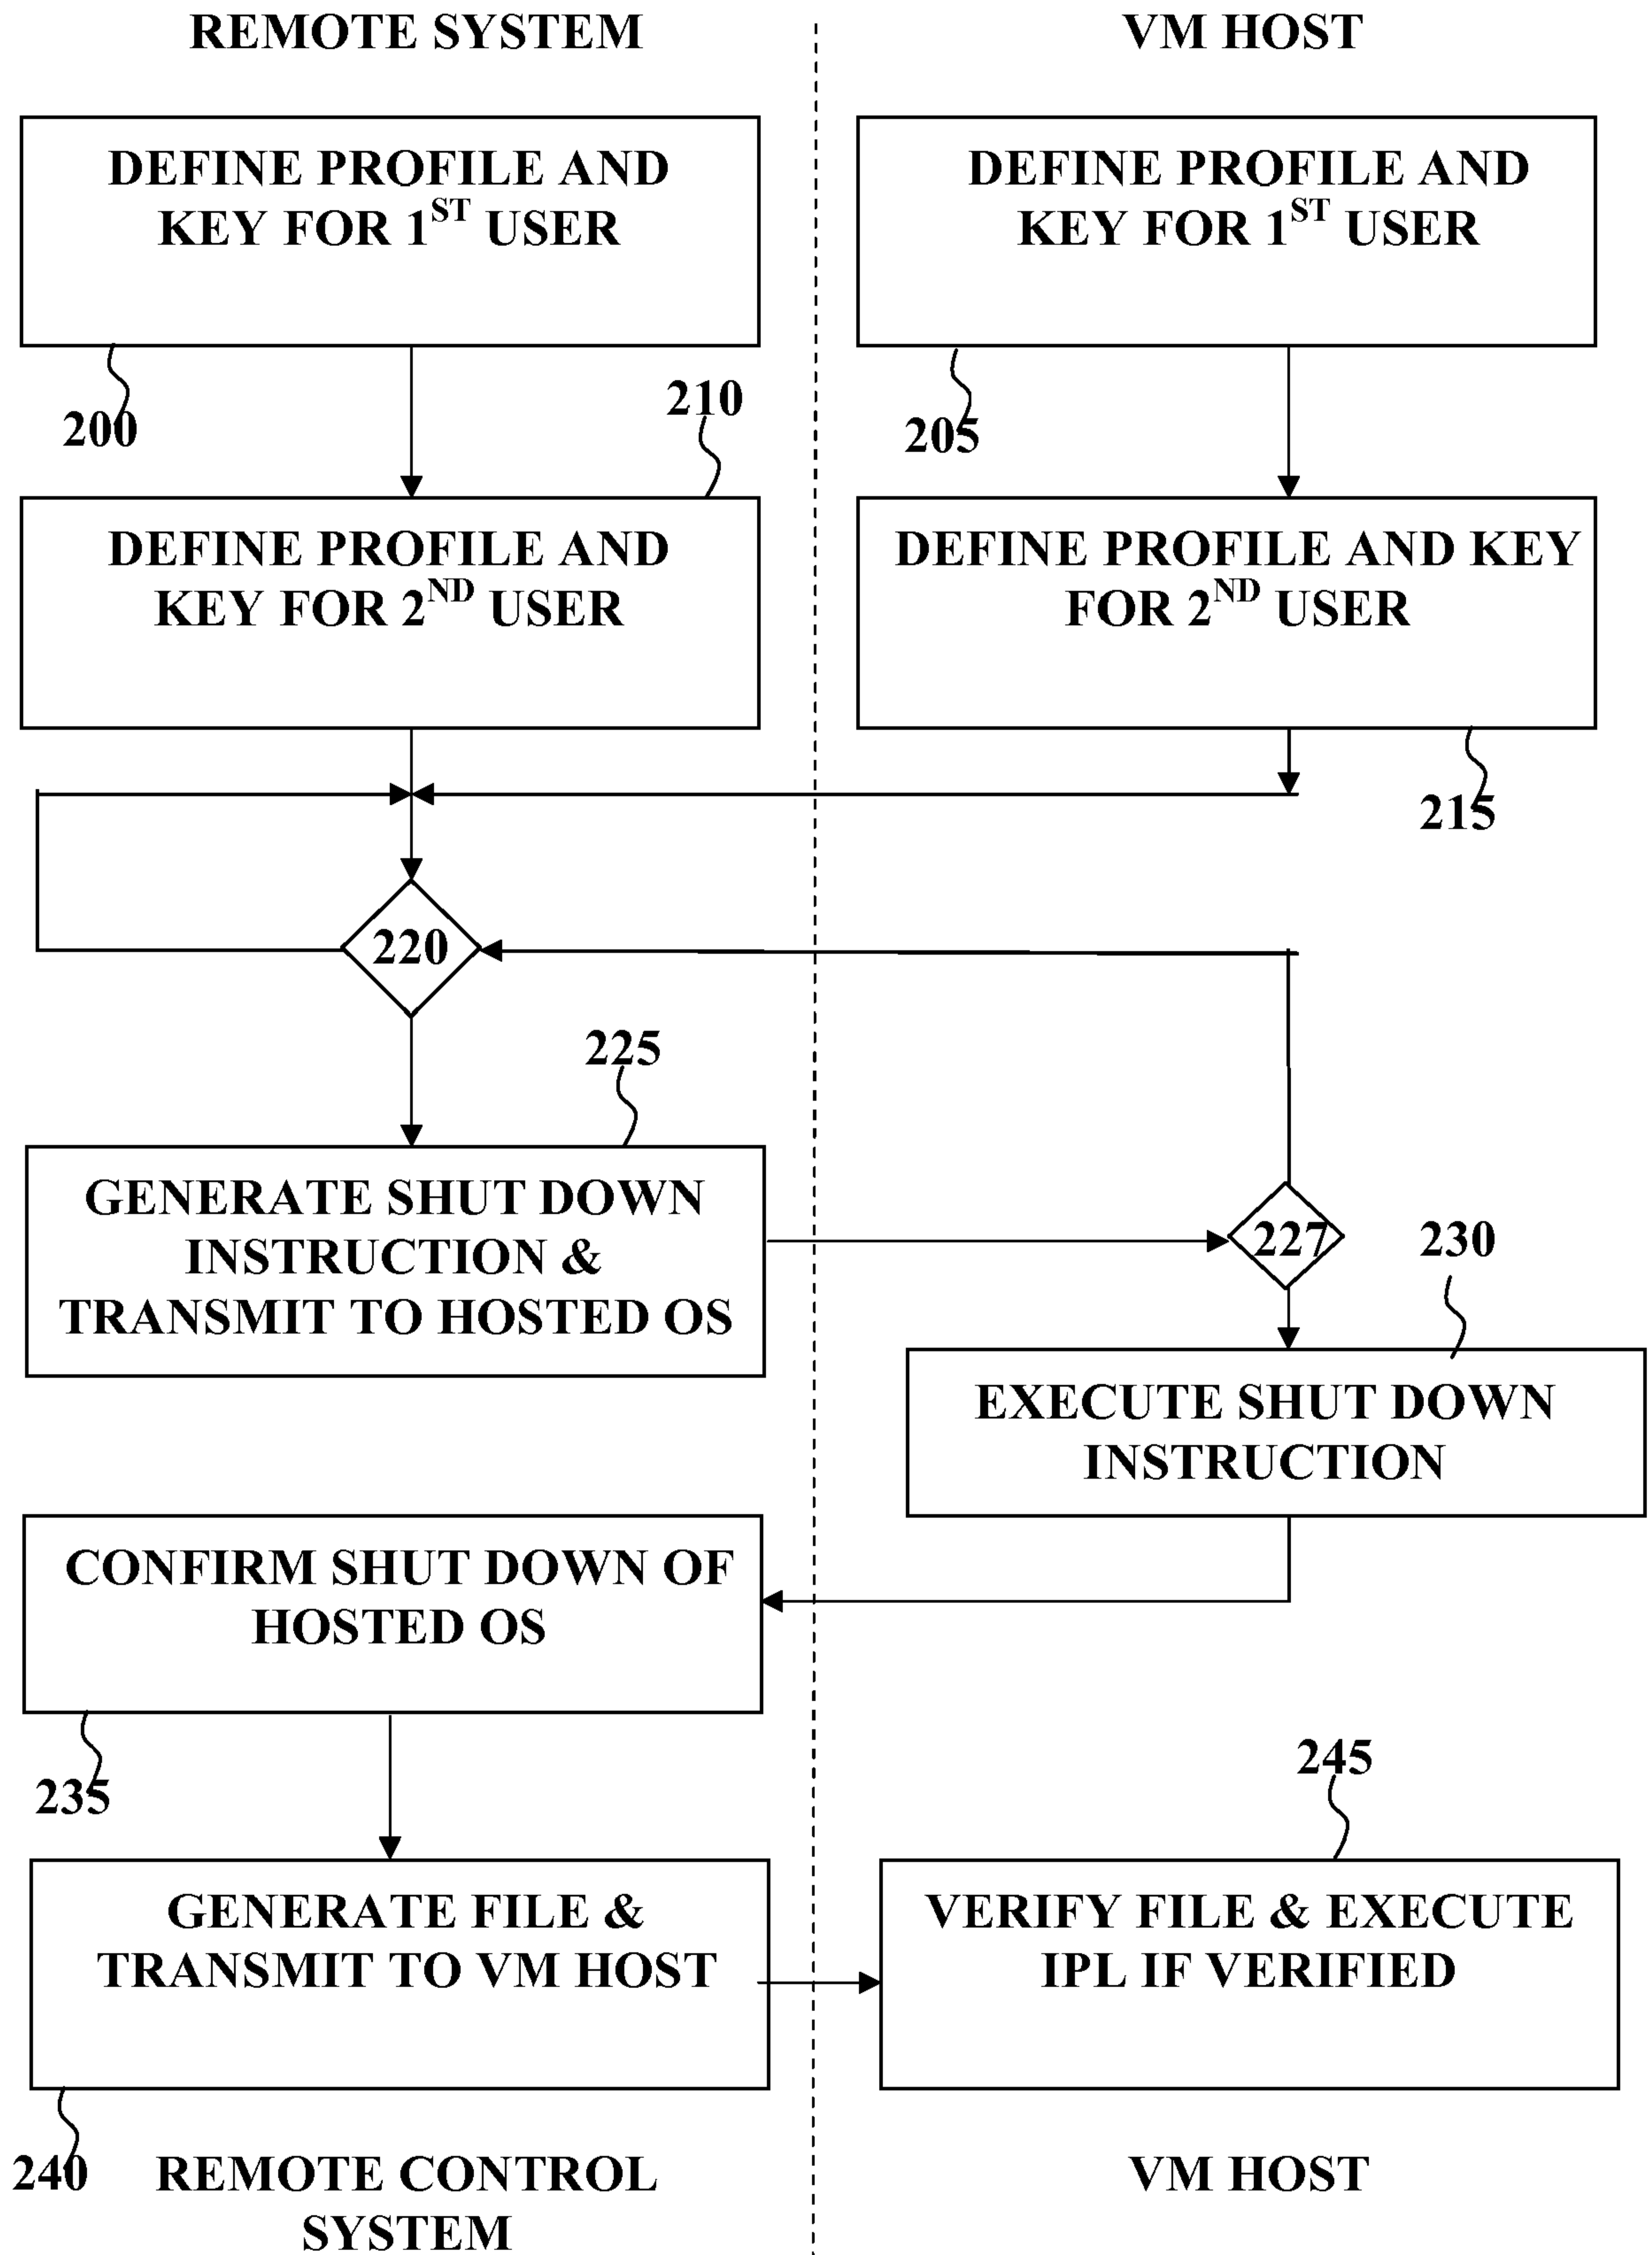 REMOTE SYSTEM
VM HOST
DEFINE PROFILE AND
KEY FOR 1ST USER
DEFINE PROFILE AND
KEY FOR 1ST USER
200
210
205
DEFINE PROFILE AND
KEY FOR 2ND USER
DEFINE PROFILE AND KEY
FOR 2ND USER
215
220
225
GENERATE SHUT DOWN
INSTRUCTION &
TRANSMIT TO HOSTED OS
227
230
EXECUTE SHUT DOWN
INSTRUCTION
CONFIRM SHUT DOWN OF
HOSTED OS
235
245
GENERATE FILE &
TRANSMIT TO VM HOST
VERIFY FILE & EXECUTE
IPL IF VERIFIED
240
REMOTE CONTROL
SYSTEM
VM HOST